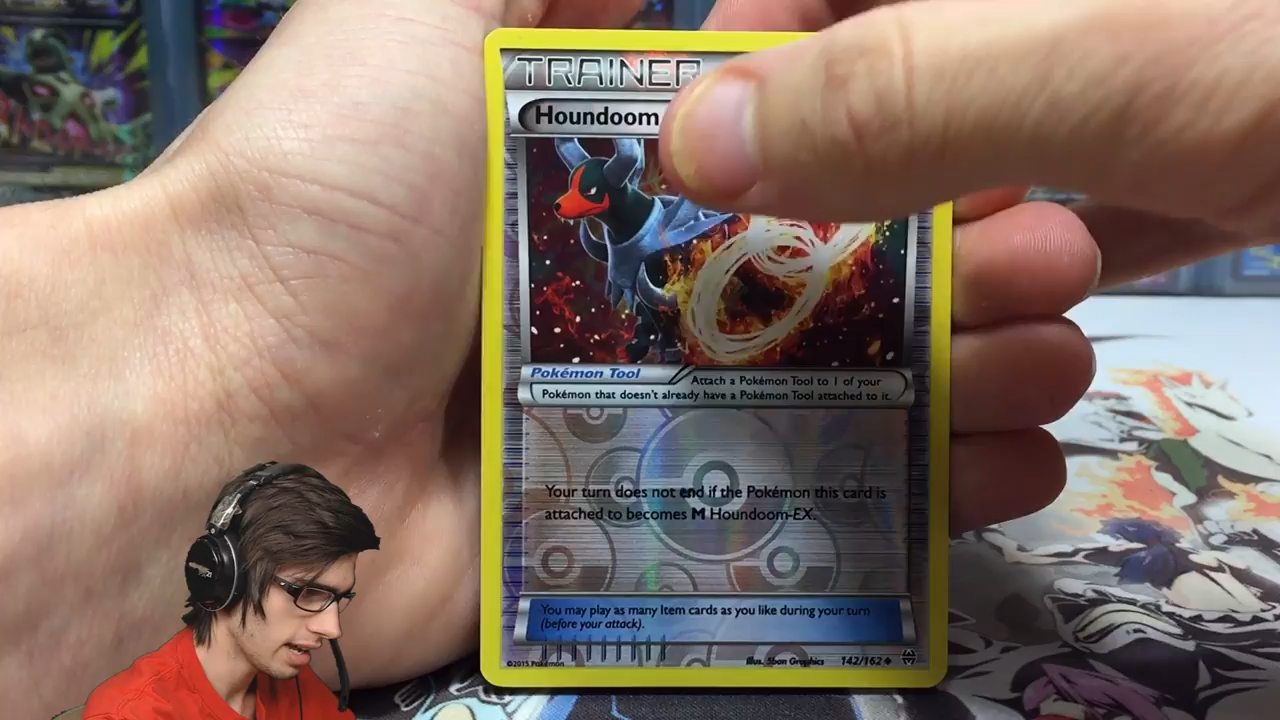 TRAINER
Houndoom
Pokémon Tool
Attach a Pokémon Tool to 1 of your
Pokémon that doesn't already have a Pokémon Tool attached to it.
Your turn does not end if the Pokémon this card is
attached to becomes M Houndoom-EX.
You may play as many Item cards as you like during your turn
(before your attack).
©2015 Pokémon
Illus. 5ban Graphics
142/162